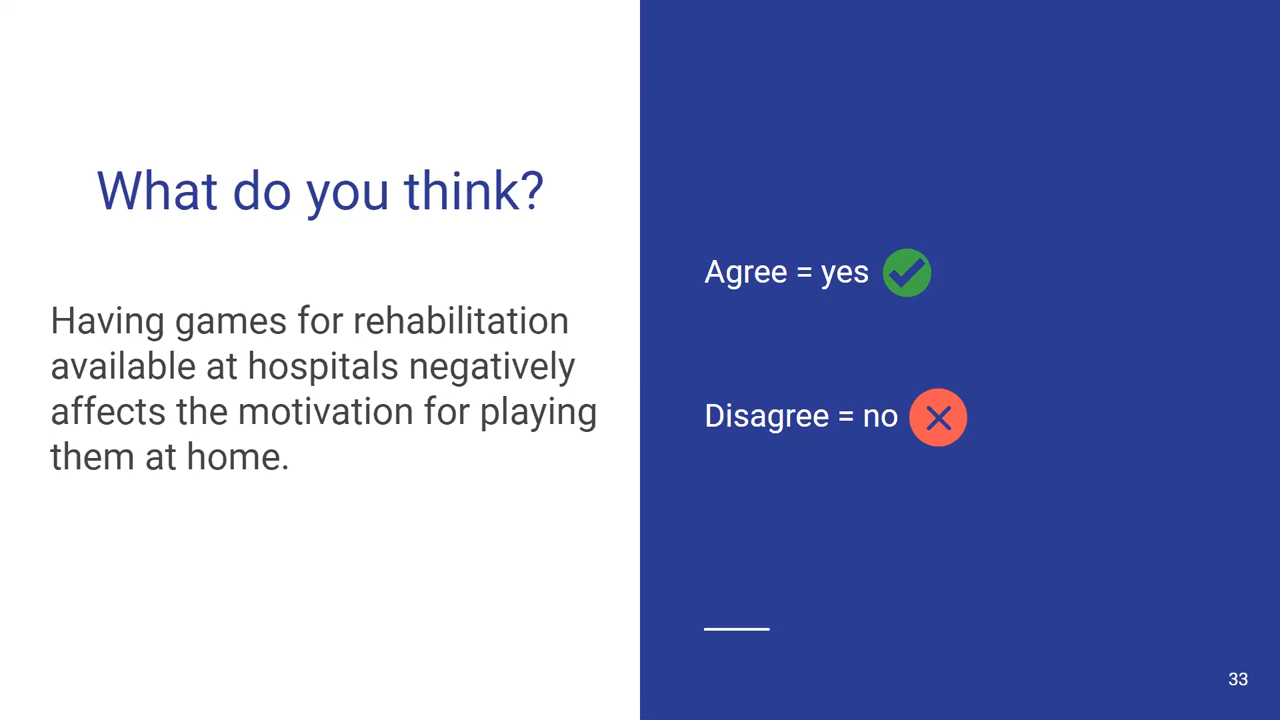 What do you think?
Having games for rehabilitation
available at hospitals negatively
affects the motivation for playing
them at home.
Agree = yes
Disagree = no
33